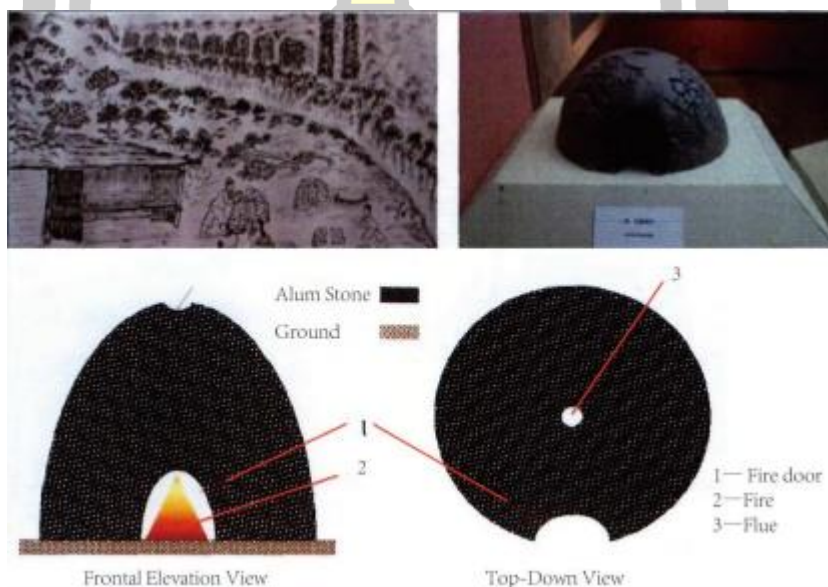 3
Alum Stone
Ground
1
2
1— Fire door
2—Fire
3—Flue
Frontal Elevation View
Top-Down View